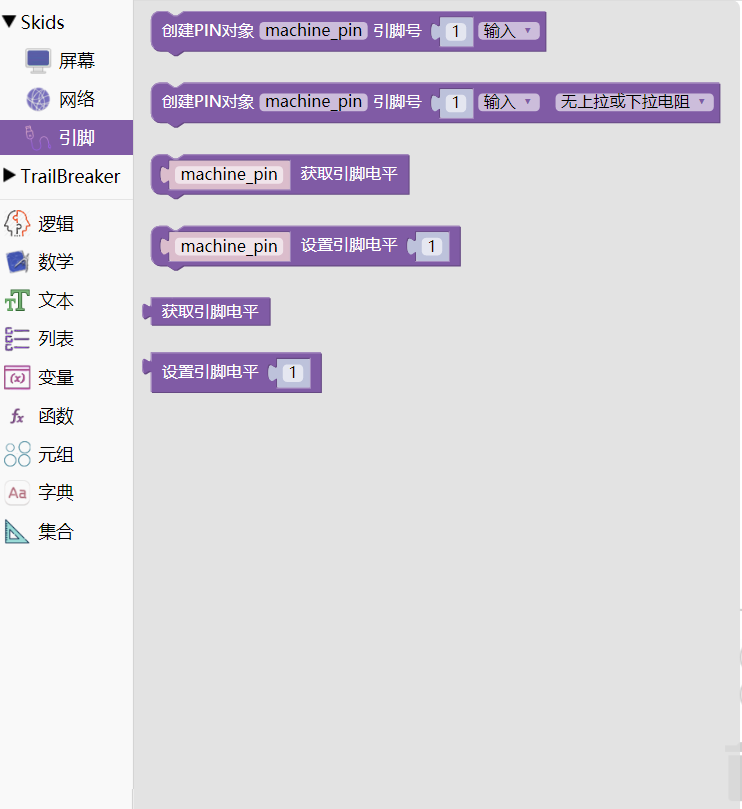 Skids
屏幕
网络
引脚
TrailBreaker
逻辑
数学
文本
列表
变量
函数
元组
字典
集合
创建PIN对象 machine_pin 引脚号 1 输入
创建PIN对象 machine_pin 引脚号 1 输入 无上拉或下拉电阻
machine_pin 获取引脚电平
machine_pin 设置引脚电平 1
获取引脚电平
设置引脚电平 1